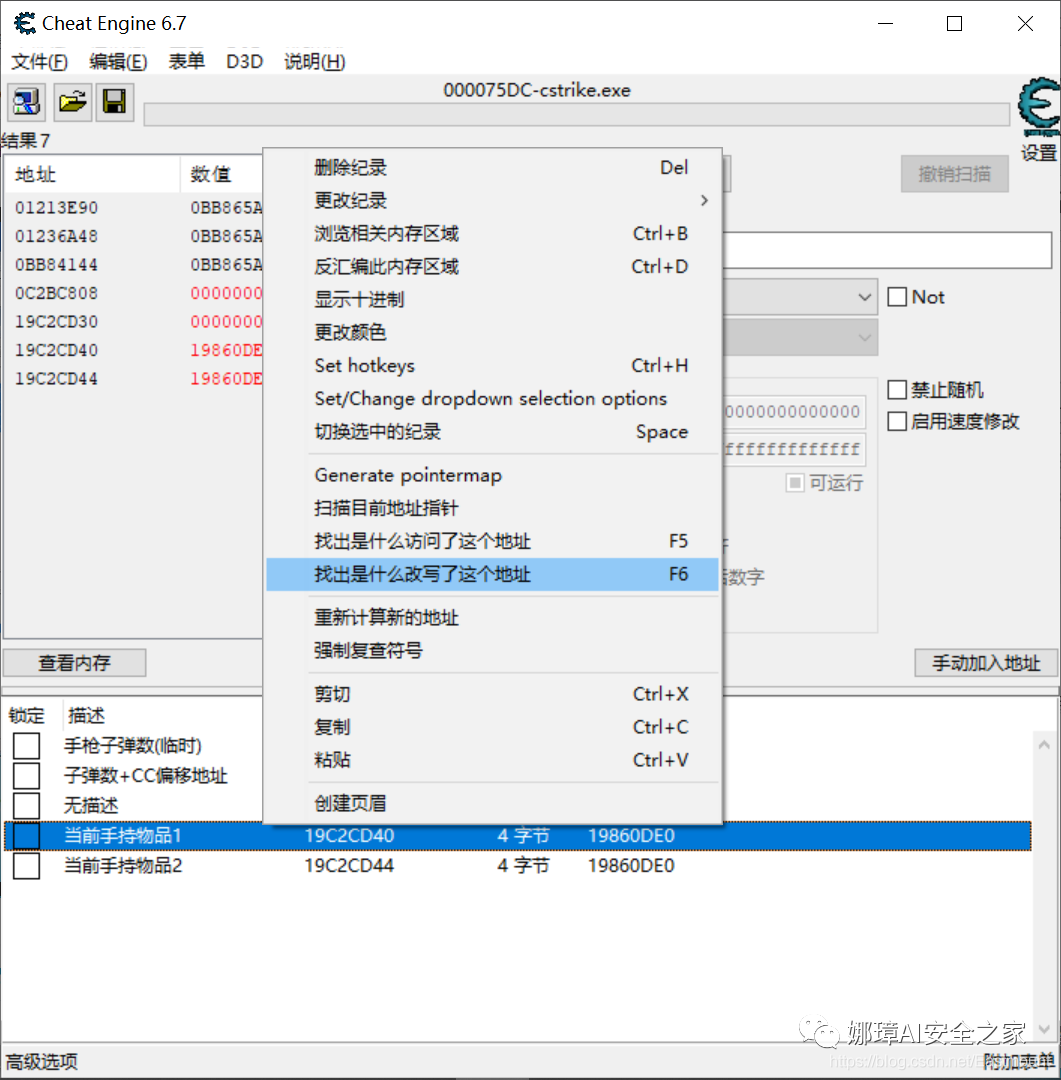 Cheat Engine 6.7
文件(F) 编辑(E) 表单 D3D 说明(H)
000075DC-cstrike.exe
结果 7
设置
地址 数值
撤销扫描
01213E90 0BB865A
01236A48 0BB865A
0BB84144 0BB865A
0C2BC808 0000000
19C2CD30 0000000
19C2CD40 19860DE
19C2CD44 19860DE
删除纪录 Del
更改纪录
浏览相关内存区域 Ctrl+B
反汇编此内存区域 Ctrl+D
显示十进制
更改颜色
Set hotkeys Ctrl+H
Set/Change dropdown selection options
切换选中的纪录 Space
Generate pointermap
扫描目前地址指针
找出是什么访问了这个地址 F5
找出是什么改写了这个地址 F6
重新计算新的地址
强制复查符号
剪切 Ctrl+X
复制 Ctrl+C
粘贴 Ctrl+V
创建页眉
Not
禁止随机
启用速度修改
0000000000000
fffffffffffff
可运行
数字
查看内存
手动加入地址
锁定 描述
手枪子弹数(临时)
子弹数+CC偏移地址
无描述
当前手持物品1 19C2CD40 4 字节 19860DE0
当前手持物品2 19C2CD44 4 字节 19860DE0
娜璋AI安全之家
高级选项
附加表单